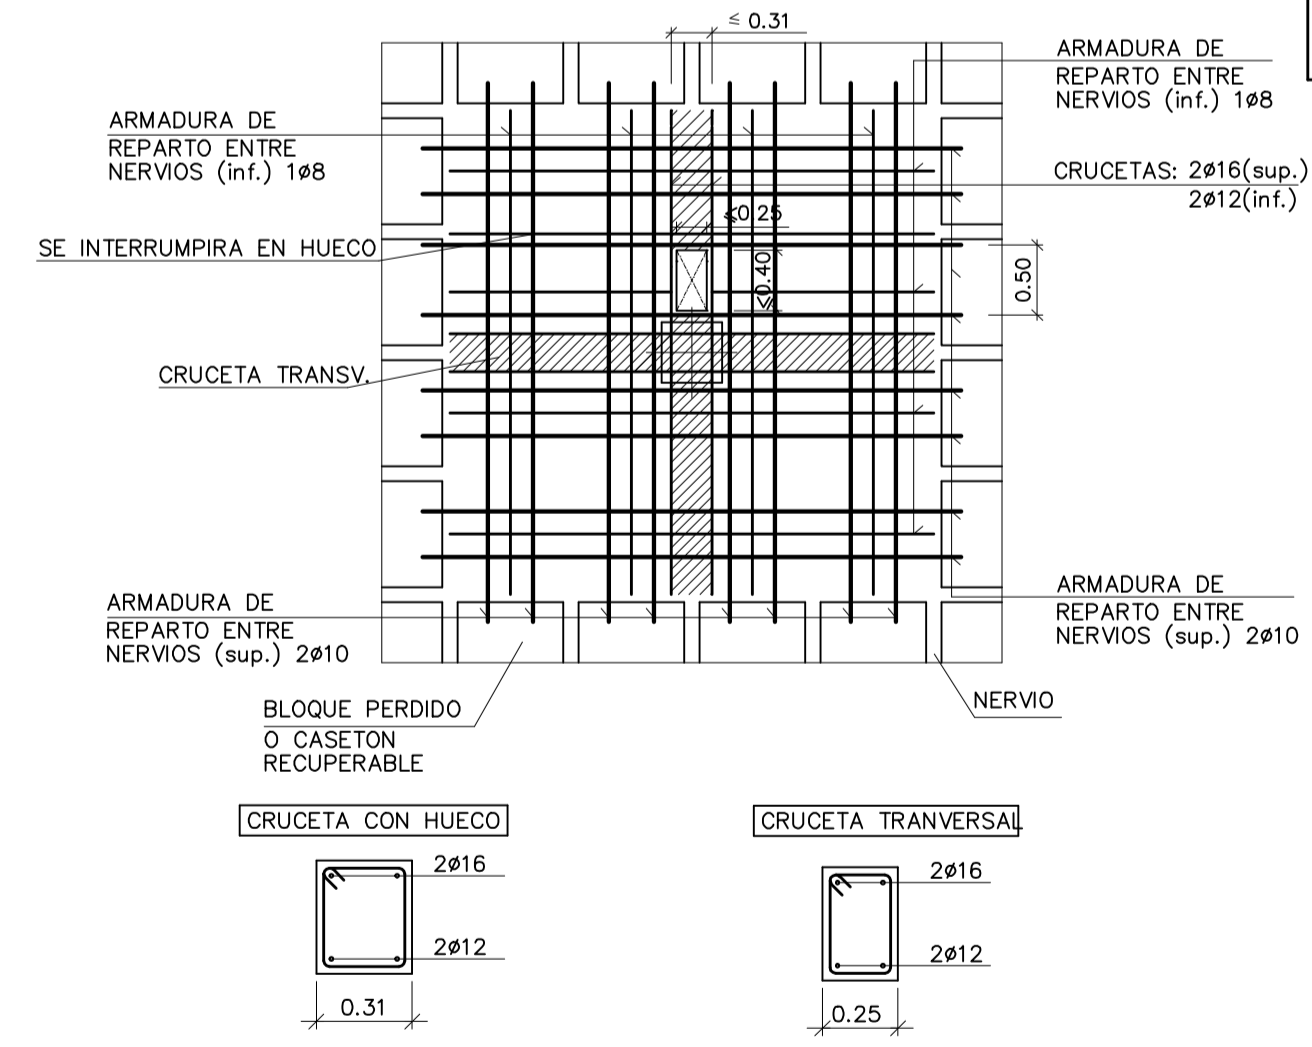 ≤ 0.31
ARMADURA DE
REPARTO ENTRE
NERVIOS (inf.) 1ø8
ARMADURA DE
REPARTO ENTRE
NERVIOS (inf.) 1ø8
CRUCETAS: 2ø16(sup.)
2ø12(inf.)
≤0.25
SE INTERRUMPIRA EN HUECO
≤0.40
0.50
CRUCETA TRANSV.
ARMADURA DE
REPARTO ENTRE
NERVIOS (sup.) 2ø10
ARMADURA DE
REPARTO ENTRE
NERVIOS (sup.) 2ø10
BLOQUE PERDIDO
O CASETON
RECUPERABLE
NERVIO
CRUCETA CON HUECO
2ø16
2ø12
0.31
CRUCETA TRANVERSAL
2ø16
2ø12
0.25